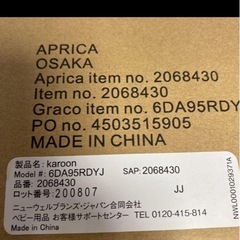 APRICA
OSAKA
Aprica item no. 2068430
Item no. 2068430
Graco item no. 6DA95RDYJ
PO no. 4503515905
MADE IN CHINA
製品名: karoon
Model #: 6DA95RDYJ SAP: 2068430
品番: 2068430
ロット番号: 200807 JJ
ニューウェルブランズ・ジャパン合同会社
ベビー用品 お客様サポートセンター TEL 0120-415-814
MADE IN CHINA
NWL0001029371A